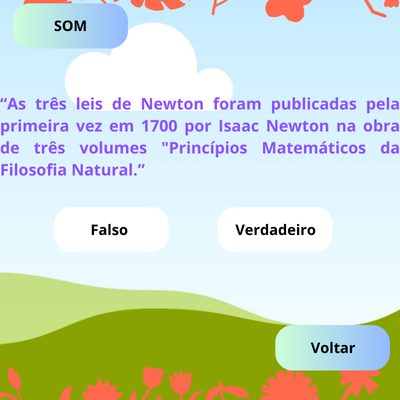 SOM
“As três leis de Newton foram publicadas pela
primeira vez em 1700 por Isaac Newton na obra
de três volumes "Princípios Matemáticos da
Filosofia Natural.”
Falso
Verdadeiro
Voltar